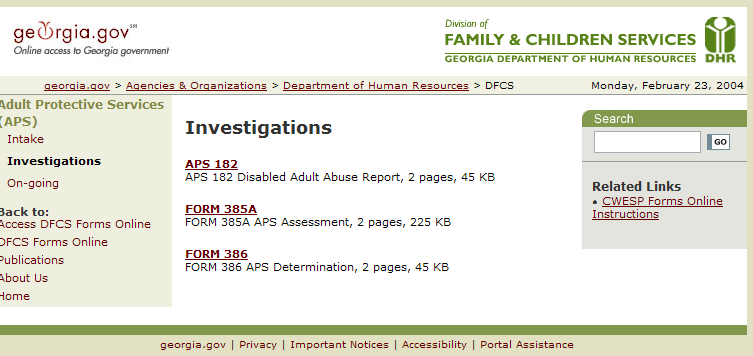 georgia.gov SM
Online access to Georgia government
Division of
FAMILY & CHILDREN SERVICES
GEORGIA DEPARTMENT OF HUMAN RESOURCES
DHR
georgia.gov > Agencies & Organizations > Department of Human Resources > DFCS
Monday, February 23, 2004
Adult Protective Services
(APS)
Intake
Investigations
On-going
Back to:
Access DFCS Forms Online
DFCS Forms Online
Publications
About Us
Home
Investigations
APS 182
APS 182 Disabled Adult Abuse Report, 2 pages, 45 KB
FORM 385A
FORM 385A APS Assessment, 2 pages, 225 KB
FORM 386
FORM 386 APS Determination, 2 pages, 45 KB
Search
GO
Related Links
• CWESP Forms Online
Instructions
georgia.gov | Privacy | Important Notices | Accessibility | Portal Assistance